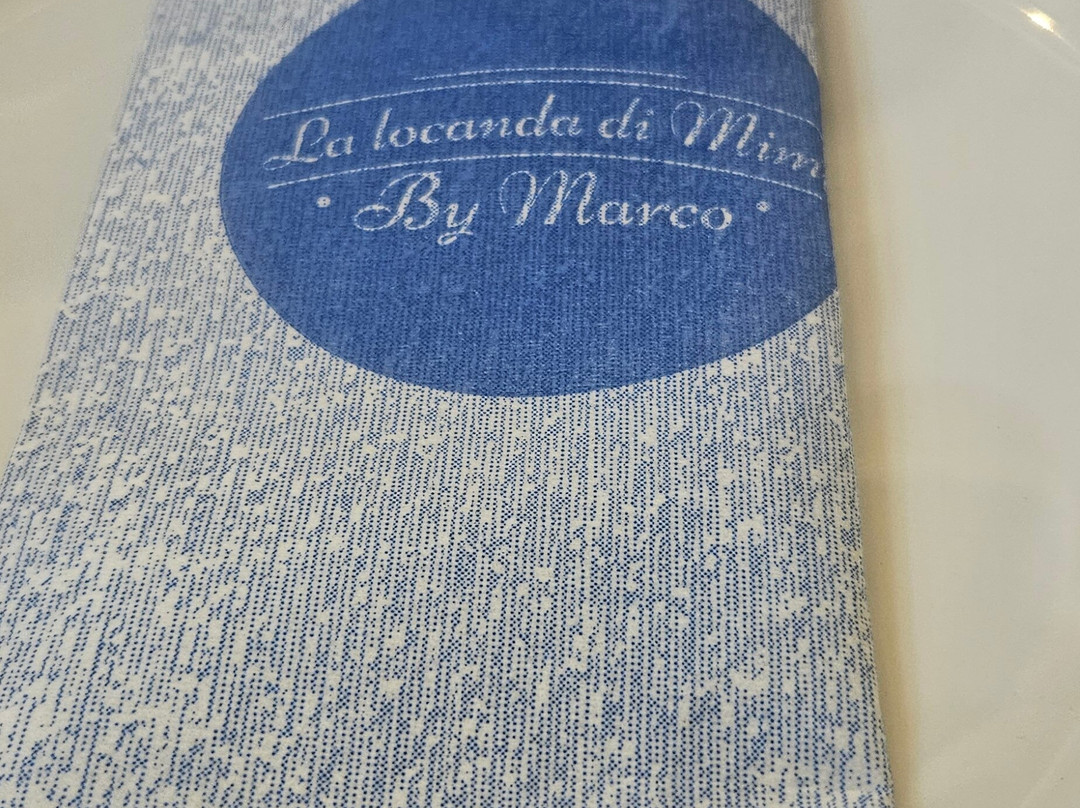 La locanda di
• By Marco •